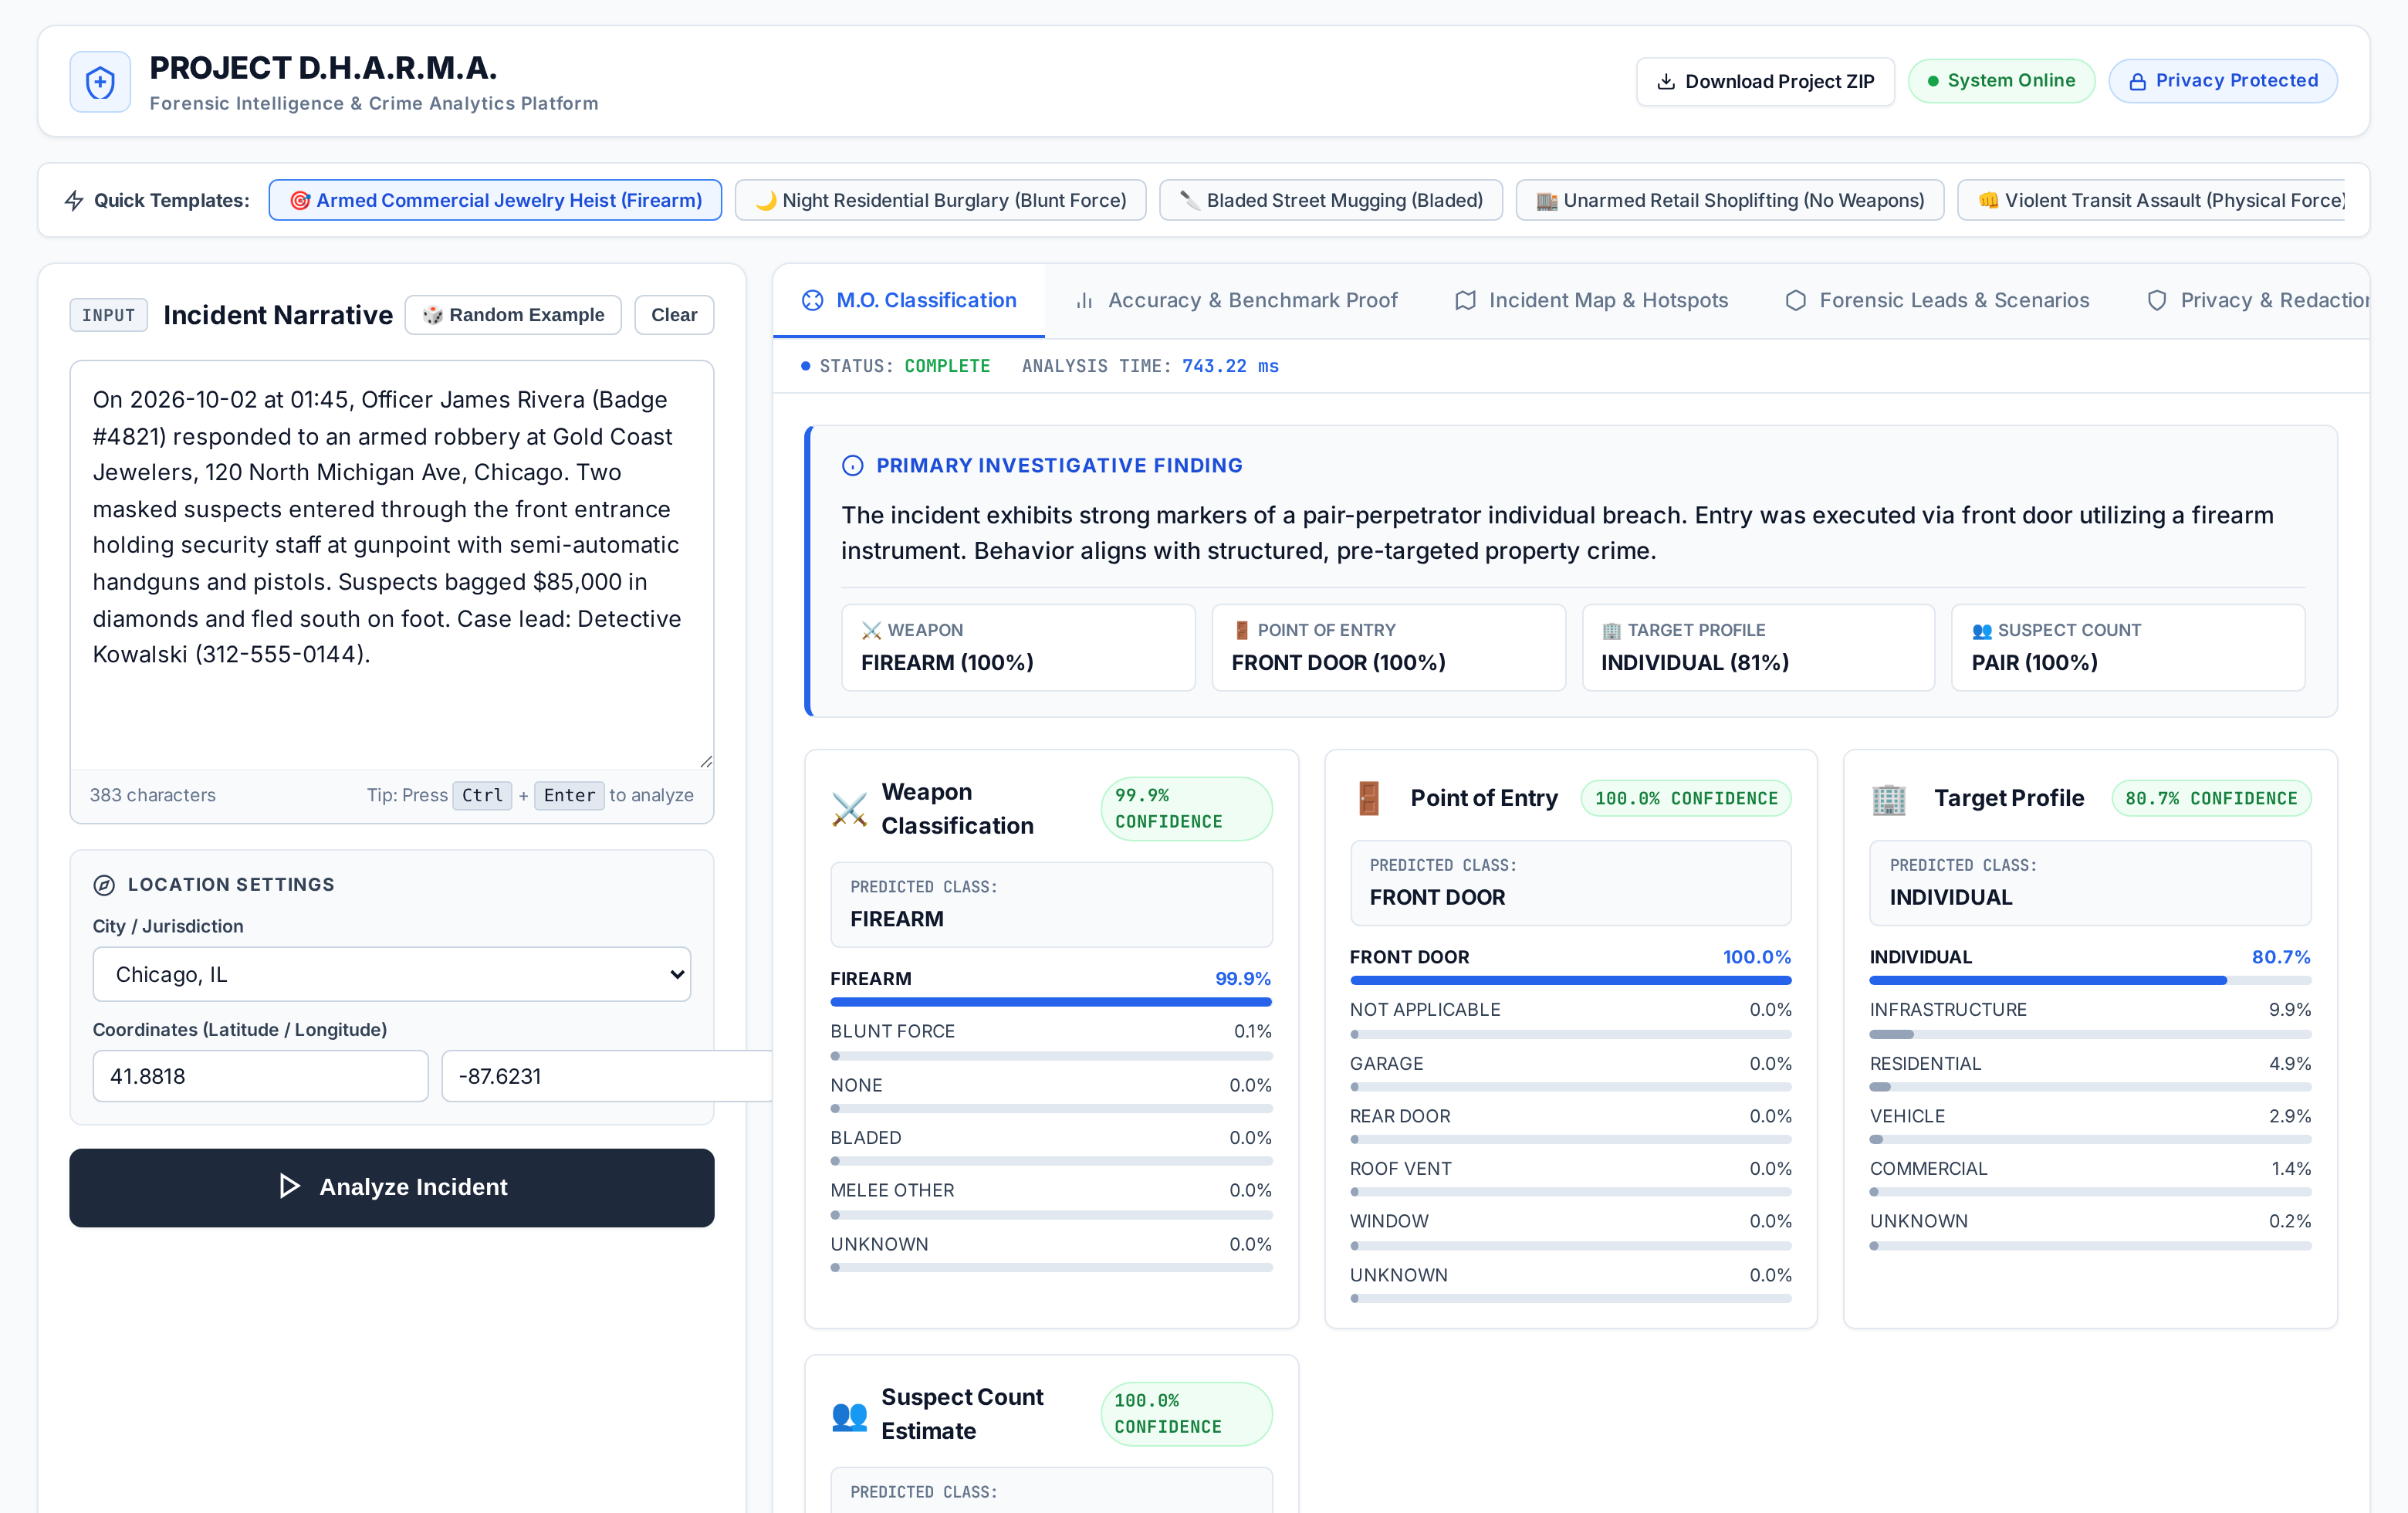 PROJECT D.H.A.R.M.A.
Forensic Intelligence & Crime Analytics Platform
Download Project ZIP
System Online
Privacy Protected
Quick Templates:
🎯 Armed Commercial Jewelry Heist (Firearm)
🌙 Night Residential Burglary (Blunt Force)
🔪 Bladed Street Mugging (Bladed)
🏬 Unarmed Retail Shoplifting (No Weapons)
👊 Violent Transit Assault (Physical Force)
INPUT
Incident Narrative
🎲 Random Example
Clear
On 2026-10-02 at 01:45, Officer James Rivera (Badge
#4821) responded to an armed robbery at Gold Coast
Jewelers, 120 North Michigan Ave, Chicago. Two
masked suspects entered through the front entrance
holding security staff at gunpoint with semi-automatic
handguns and pistols. Suspects bagged $85,000 in
diamonds and fled south on foot. Case lead: Detective
Kowalski (312-555-0144).
383 characters
Tip: Press Ctrl + Enter to analyze
LOCATION SETTINGS
City / Jurisdiction
Chicago, IL
Coordinates (Latitude / Longitude)
41.8818
-87.6231
Analyze Incident
M.O. Classification
Accuracy & Benchmark Proof
Incident Map & Hotspots
Forensic Leads & Scenarios
Privacy & Redaction
STATUS: COMPLETE
ANALYSIS TIME: 743.22 ms
PRIMARY INVESTIGATIVE FINDING
The incident exhibits strong markers of a pair-perpetrator individual breach. Entry was executed via front door utilizing a firearm
instrument. Behavior aligns with structured, pre-targeted property crime.
⚔️ WEAPON
FIREARM (100%)
🚪 POINT OF ENTRY
FRONT DOOR (100%)
🏢 TARGET PROFILE
INDIVIDUAL (81%)
👥 SUSPECT COUNT
PAIR (100%)
⚔️ Weapon
Classification
99.9%
CONFIDENCE
PREDICTED CLASS:
FIREARM
FIREARM 99.9%
BLUNT FORCE 0.1%
NONE 0.0%
BLADED 0.0%
MELEE OTHER 0.0%
UNKNOWN 0.0%
🚪 Point of Entry
100.0% CONFIDENCE
PREDICTED CLASS:
FRONT DOOR
FRONT DOOR 100.0%
NOT APPLICABLE 0.0%
GARAGE 0.0%
REAR DOOR 0.0%
ROOF VENT 0.0%
WINDOW 0.0%
UNKNOWN 0.0%
🏢 Target Profile
80.7% CONFIDENCE
PREDICTED CLASS:
INDIVIDUAL
INDIVIDUAL 80.7%
INFRASTRUCTURE 9.9%
RESIDENTIAL 4.9%
VEHICLE 2.9%
COMMERCIAL 1.4%
UNKNOWN 0.2%
👥 Suspect Count
Estimate
100.0%
CONFIDENCE
PREDICTED CLASS: